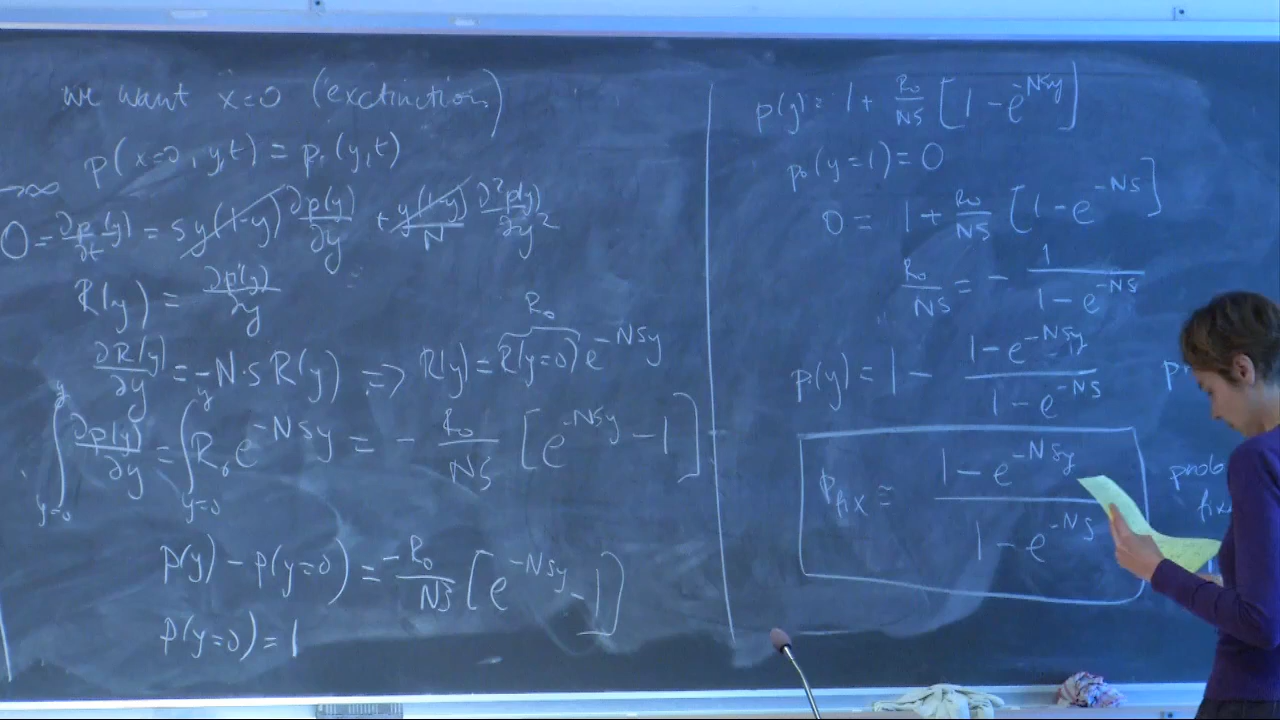 we want x=0 (extinction)
p(x=0, y, t) = p₀(y,t)
→∞
0 = ∂p(y)/∂t = sy(1-y) ∂p(y)/∂y + y(1-y)/N ∂²p(y)/∂y²
R(y) = ∂p(y)/∂y
∂R(y)/∂y = -N·s R(y) => R(y) = R(y=0) e^{-Nsy}
R₀
∫_{y=0}^{y} ∂p(y)/∂y = ∫_{y=0}^{y} R₀ e^{-Nsy} = - R₀/NS [e^{-Nsy} - 1]
p(y) - p(y=0) = -R₀/NS [e^{-Nsy} - 1]
p(y=0) = 1
p(y) = 1 + R₀/NS [1 - e^{-Nsy}]
p₀(y=1) = 0
0 = 1 + R₀/NS [1 - e^{-NS}]
R₀/NS = - 1/(1 - e^{-NS})
p(y) = 1 - (1 - e^{-Nsy})/(1 - e^{-NS})
p_fix = (1 - e^{-Nsy})/(1 - e^{-NS})
prob